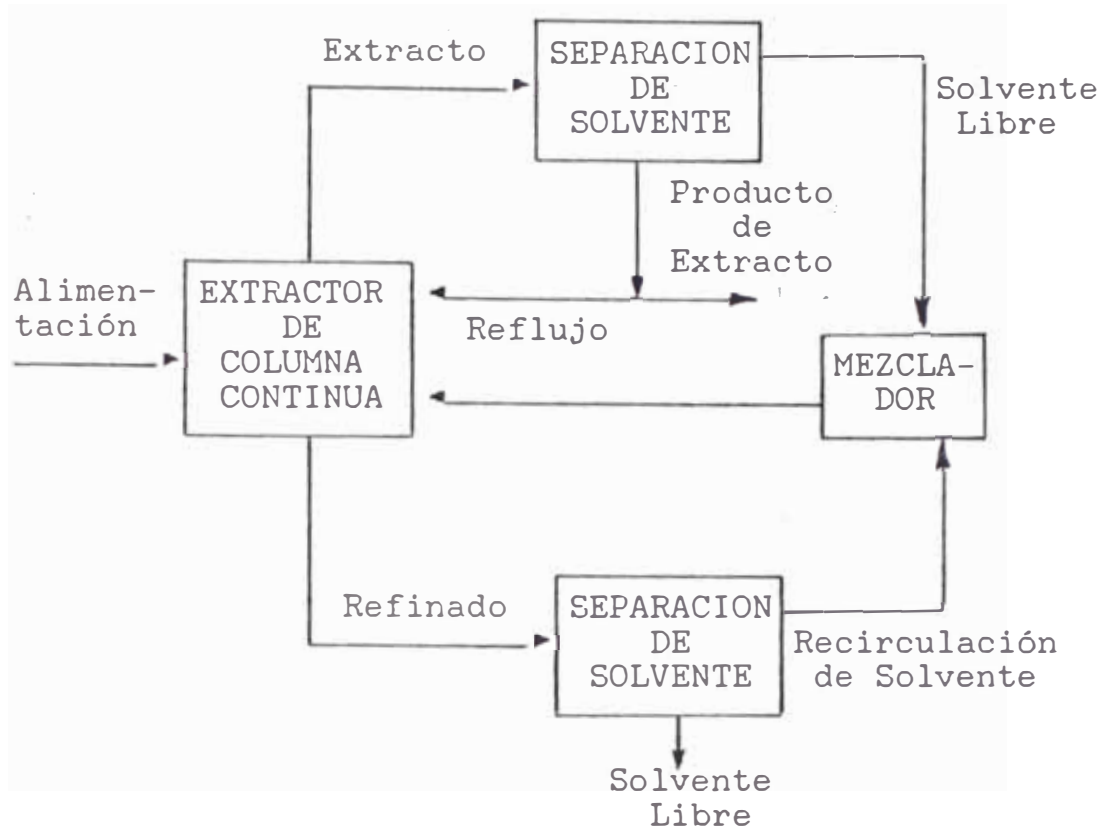 Extracto
SEPARACION
DE
SOLVENTE
Solvente
Libre
Producto
de
Extracto
Alimen-
tación
EXTRACTOR
DE
COLUMNA
CONTINUA
Reflujo
MEZCLA-
DOR
Refinado
SEPARACION
DE
SOLVENTE
Recirculación
de Solvente
Solvente
Libre